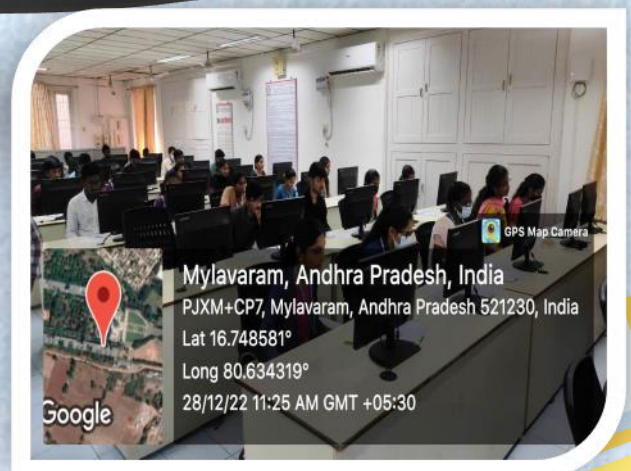 GPS Map Camera
Mylavaram, Andhra Pradesh, India
PJXM+CP7, Mylavaram, Andhra Pradesh 521230, India
Lat 16.748581°
Long 80.634319°
28/12/22 11:25 AM GMT +05:30
Google